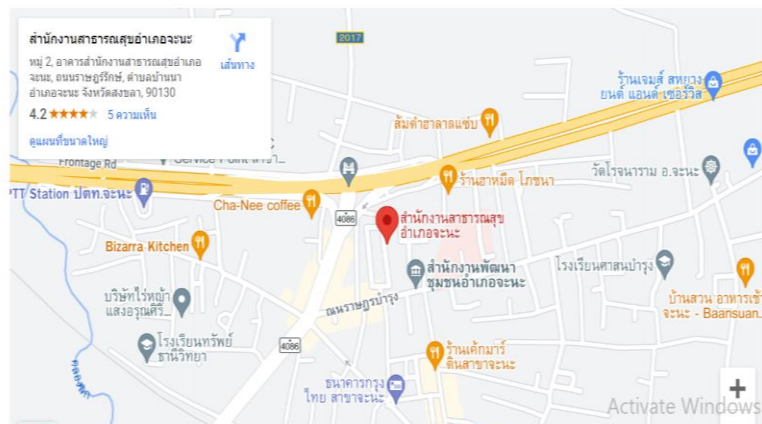 สำนักงานสาธารณสุขอำเภอจะนะ
หมู่ 2, อาคารสำนักงานสาธารณสุขอำเภอ
จะนะ, ถนนราษฎร์รักษ์, ตำบลบ้านนา
อำเภอจะนะ จังหวัดสงขลา, 90130
4.2
5 ความเห็น
ดูแผนที่ขนาดใหญ่
เส้นทาง
2017
ร้านเจมส์ สหยาง
ยนต์ แอนด์ เซอร์วิส
ส้มตำฮาลาลแซ่บ
Frontage Rd
ร้านฮาหมีด โภชนา
วัดโรจนาราม อ.จะนะ
PTT Station ปตท.จะนะ
Cha-Nee coffee
4086
สำนักงานสาธารณสุข
อำเภอจะนะ
Bizarra Kitchen
สำนักงานพัฒนา
ชุมชนอำเภอจะนะ
โรงเรียนศาสนบำรุง
บริษัทไร่หญ้า
แสงอรุณศิริ...
ถนนราษฎรบำรุง
บ้านสวน อาหารเช้า
จะนะ - Baansuan...
โรงเรียนทรัพย์
ธานีวิทยา
4086
ร้านเค้กมาร์
ดินสาขาจะนะ
ธนาคารกรุง
ไทย สาขาจะนะ
+
Activate Windows